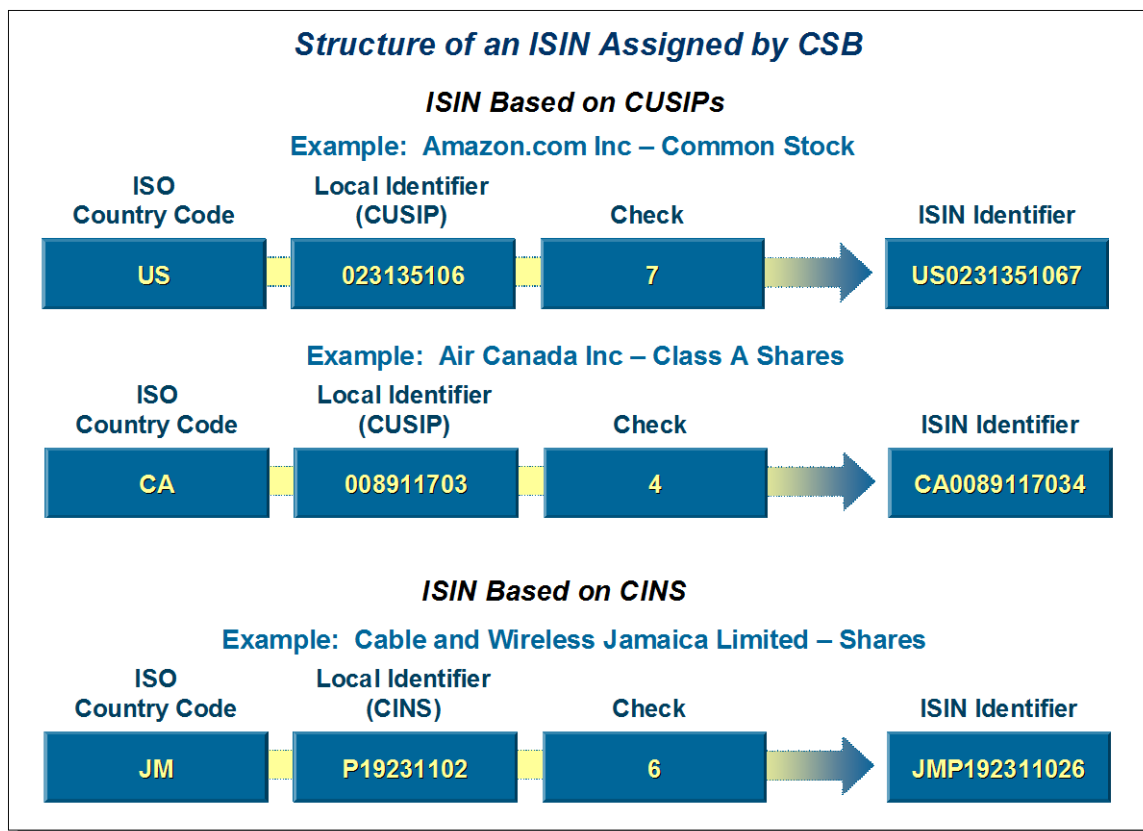 Structure of an ISIN Assigned by CSB
ISIN Based on CUSIPs
Example: Amazon.com Inc – Common Stock
ISO
Country Code
Local Identifier
(CUSIP)
Check
ISIN Identifier
US
023135106
7
US0231351067
Example: Air Canada Inc – Class A Shares
ISO
Country Code
Local Identifier
(CUSIP)
Check
ISIN Identifier
CA
008911703
4
CA0089117034
ISIN Based on CINS
Example: Cable and Wireless Jamaica Limited – Shares
ISO
Country Code
Local Identifier
(CINS)
Check
ISIN Identifier
JM
P19231102
6
JMP192311026